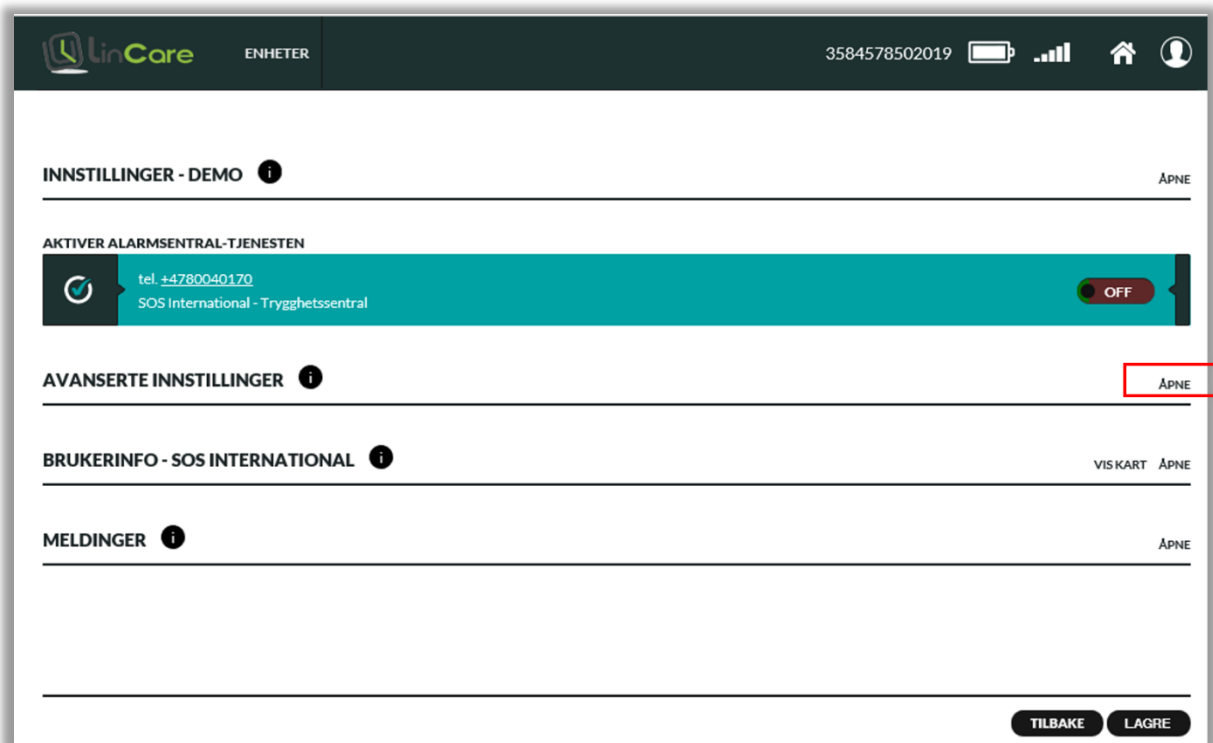 LinCare
ENHETER
3584578502019
INNSTILLINGER - DEMO
ÅPNE
AKTIVER ALARMSENTRAL-TJENESTEN
tel. +4780040170
SOS International - Trygghetssentral
OFF
AVANSERTE INNSTILLINGER
ÅPNE
BRUKERINFO - SOS INTERNATIONAL
VIS KART ÅPNE
MELDINGER
ÅPNE
TILBAKE LAGRE